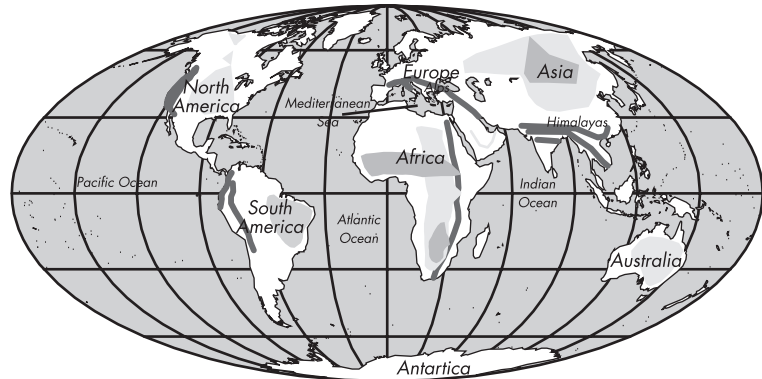 North
America
Europe
Alps
Asia
Mediterranean
Sea
Himalayas
Africa
Pacific Ocean
Indian
Ocean
South
America
Atlantic
Ocean
Australia
Antartica